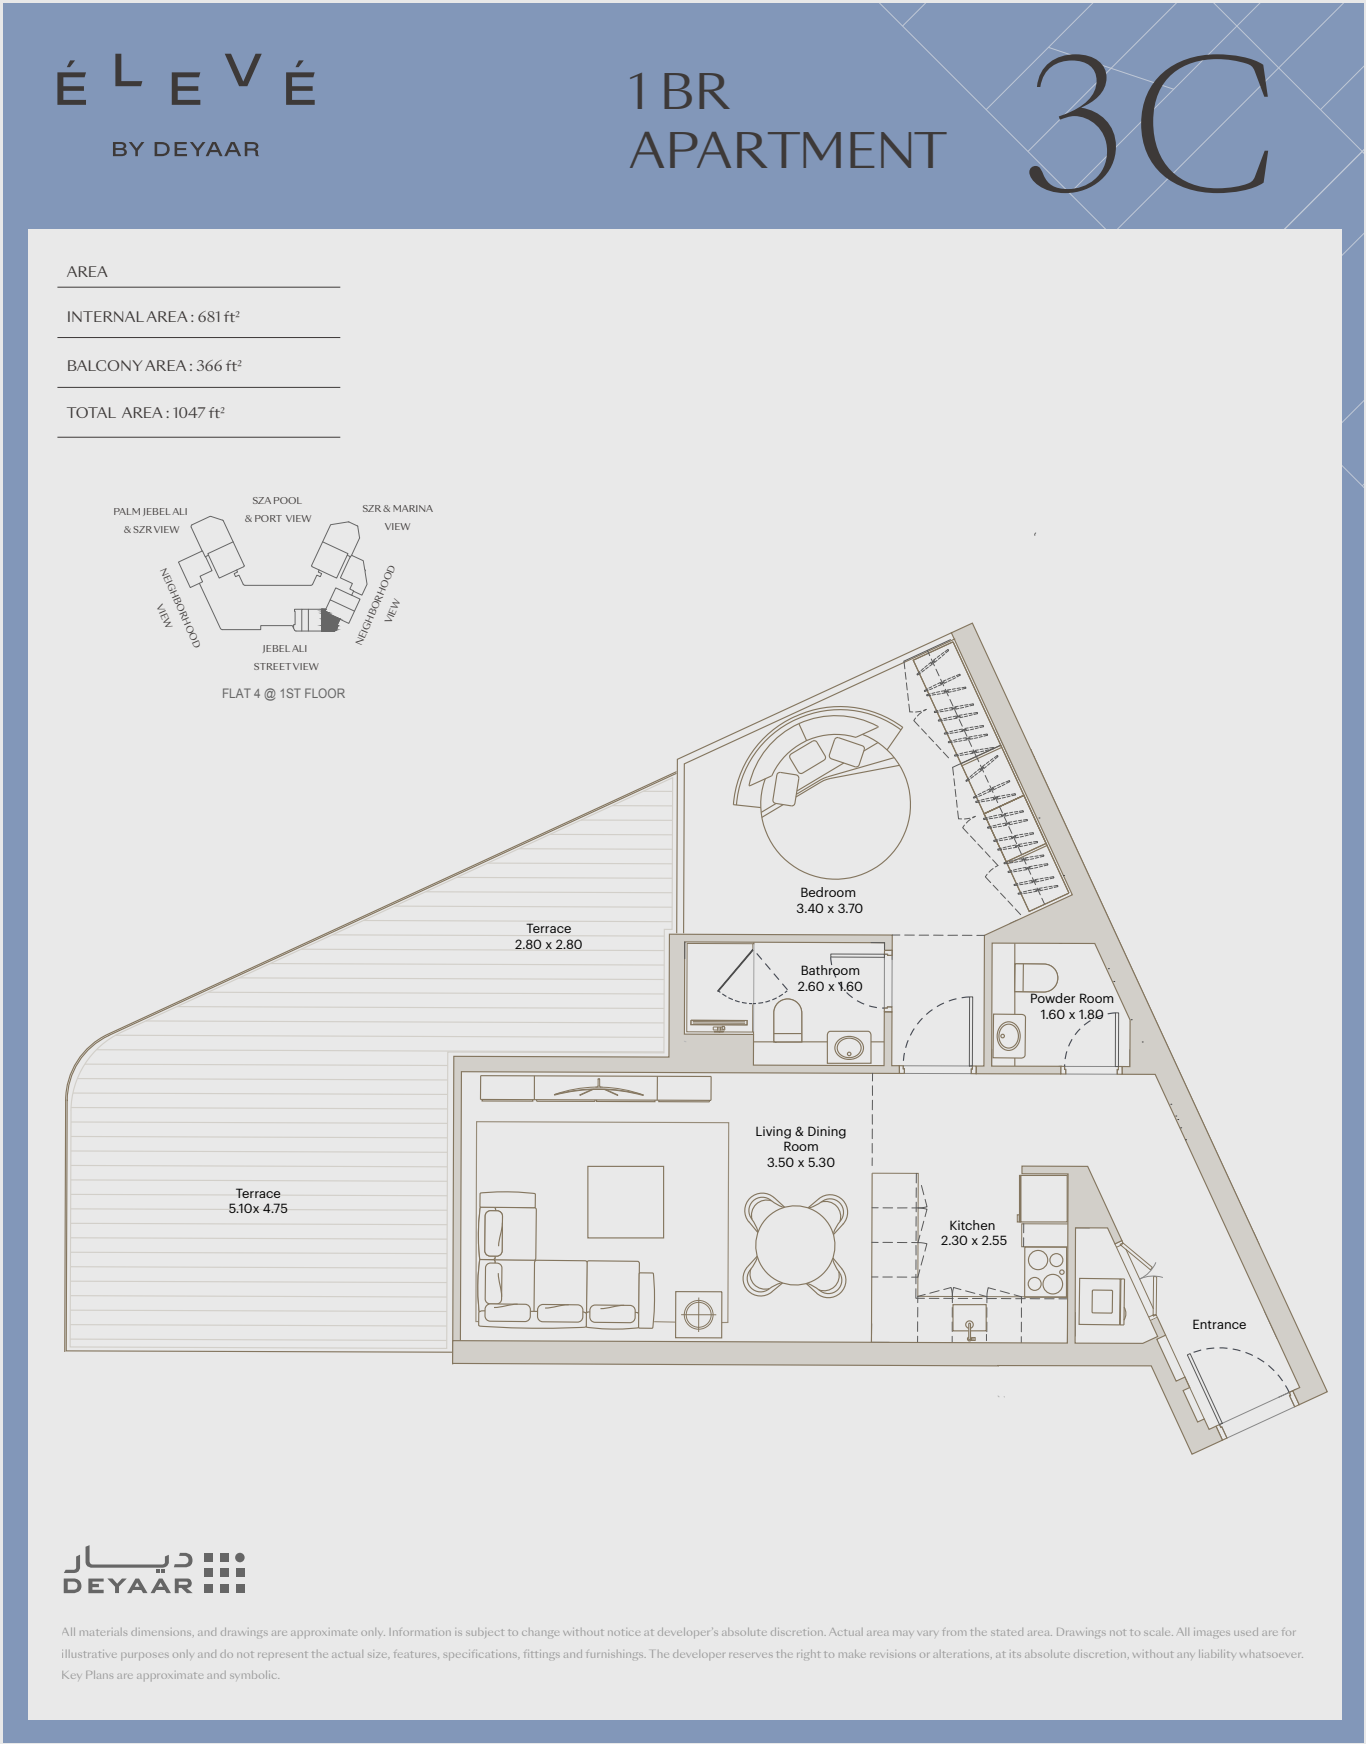 ÉLEVÉ
BY DEYAAR
1 BR
APARTMENT
3C
AREA
INTERNAL AREA : 681 ft²
BALCONY AREA : 366 ft²
TOTAL AREA : 1047 ft²
PALM JEBEL ALI
& SZR VIEW
SZA POOL
& PORT VIEW
SZR & MARINA
VIEW
NEIGHBORHOOD
VIEW
NEIGHBORHOOD
VIEW
JEBEL ALI
STREET VIEW
FLAT 4 @ 1ST FLOOR
Bedroom
3.40 x 3.70
Terrace
2.80 x 2.80
Bathroom
2.60 x 1.60
Powder Room
1.60 x 1.80
Living & Dining
Room
3.50 x 5.30
Terrace
5.10x 4.75
Kitchen
2.30 x 2.55
Entrance
ديار
DEYAAR
All materials dimensions, and drawings are approximate only. Information is subject to change without notice at developer's absolute discretion. Actual area may vary from the stated area. Drawings not to scale. All images used are for
illustrative purposes only and do not represent the actual size, features, specifications, fittings and furnishings. The developer reserves the right to make revisions or alterations, at its absolute discretion, without any liability whatsoever.
Key Plans are approximate and symbolic.